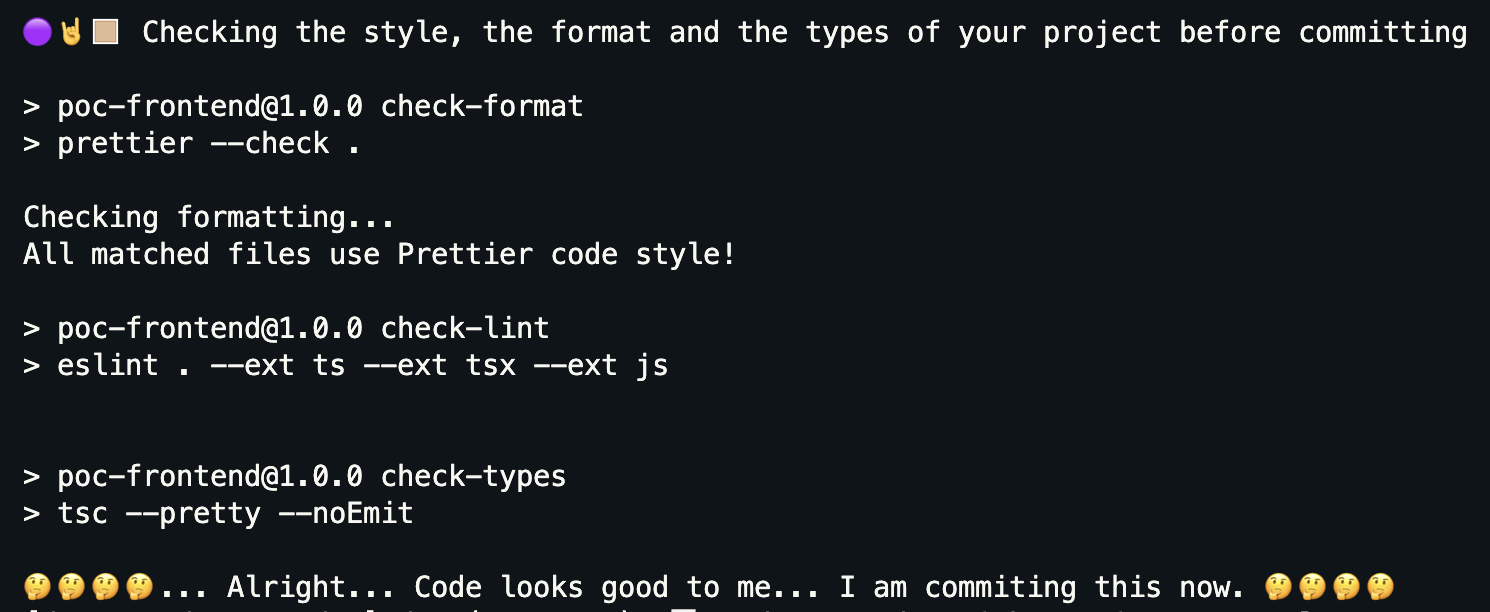 🟣🤘🏼 Checking the style, the format and the types of your project before committing
> poc-frontend@1.0.0 check-format
> prettier --check .
Checking formatting...
All matched files use Prettier code style!
> poc-frontend@1.0.0 check-lint
> eslint . --ext ts --ext tsx --ext js
> poc-frontend@1.0.0 check-types
> tsc --pretty --noEmit
🤔🤔🤔🤔... Alright... Code looks good to me... I am commiting this now. 🤔🤔🤔🤔